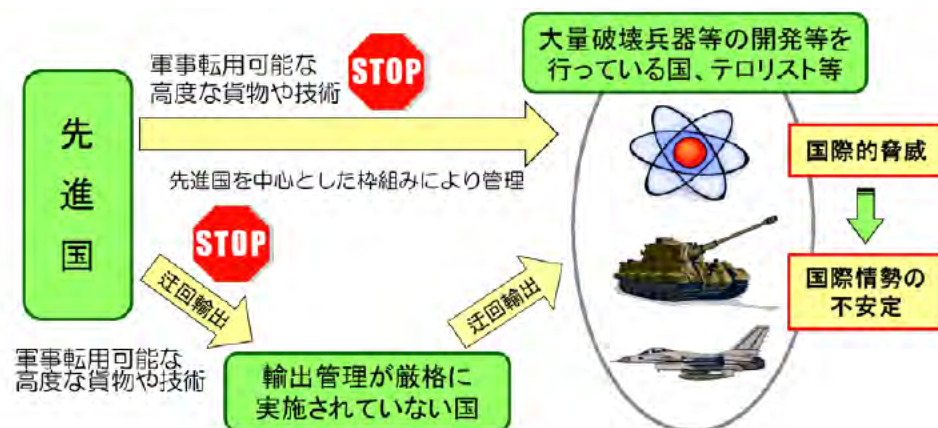 先進国
軍事転用可能な
高度な貨物や技術
STOP
先進国を中心とした枠組みにより管理
STOP
迂回輸出
軍事転用可能な
高度な貨物や技術
輸出管理が厳格に
実施されていない国
迂回輸出
大量破壊兵器等の開発等を
行っている国、テロリスト等
国際的脅威
国際情勢の
不安定